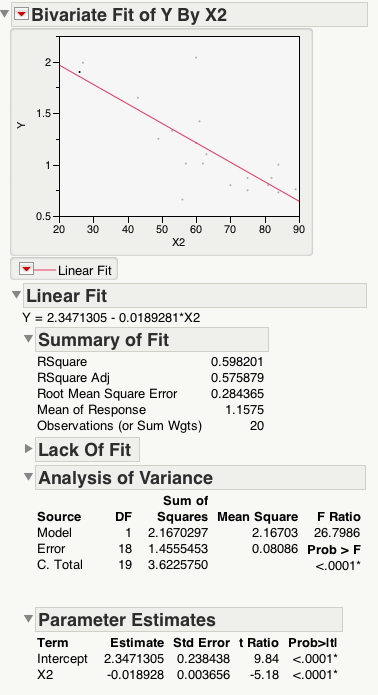 Bivariate Fit of Y By X2
2
1.5
1
0.5
Y
20 30 40 50 60 70 80 90
X2
Linear Fit
Linear Fit
Y = 2.3471305 - 0.0189281*X2
Summary of Fit
RSquare 0.598201
RSquare Adj 0.575879
Root Mean Square Error 0.284365
Mean of Response 1.1575
Observations (or Sum Wgts) 20
Lack Of Fit
Analysis of Variance
Sum of
Source DF Squares Mean Square F Ratio
Model 1 2.1670297 2.16703 26.7986
Error 18 1.4555453 0.08086 Prob > F
C. Total 19 3.6225750 <.0001*
Parameter Estimates
Term Estimate Std Error t Ratio Prob>|t|
Intercept 2.3471305 0.238438 9.84 <.0001*
X2 -0.018928 0.003656 -5.18 <.0001*